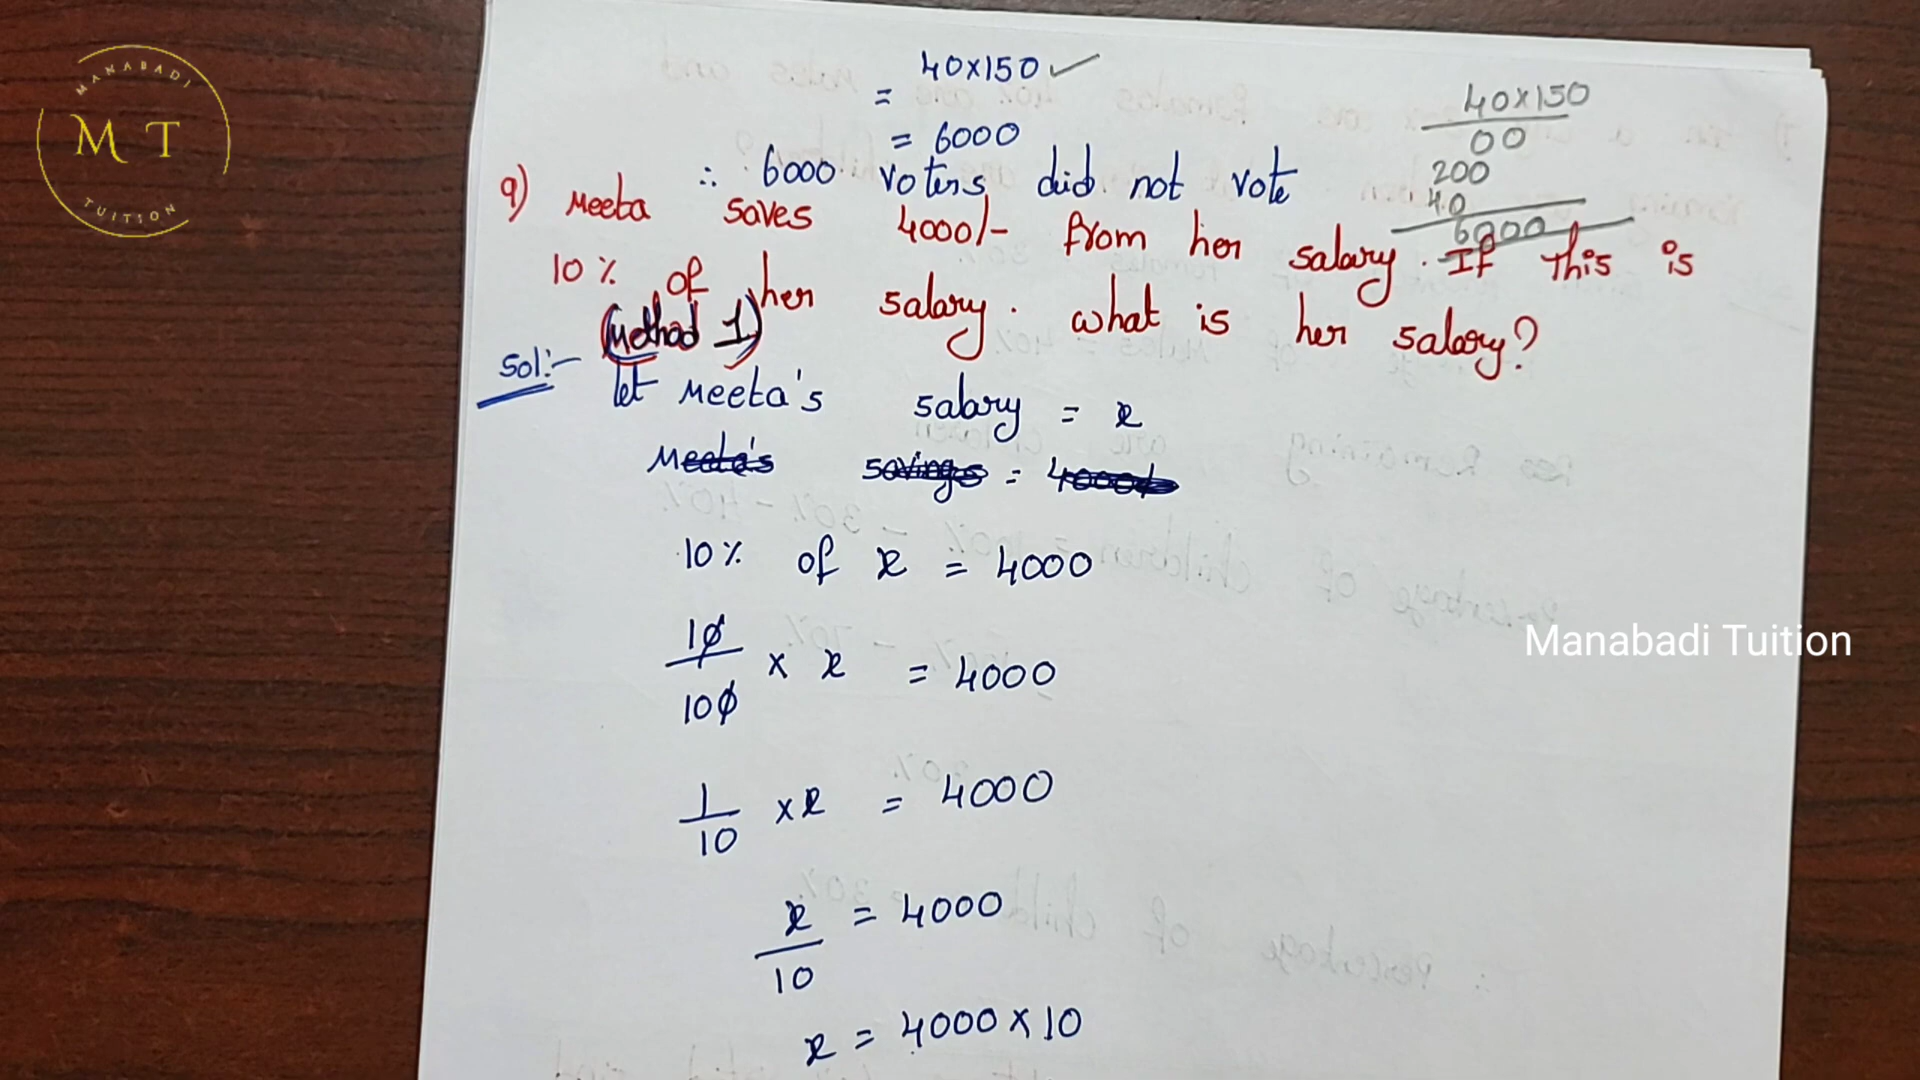 MANABADI
M T
TUITION
40×150 ✓
=
= 6000
∴ 6000 voters did not vote
40×150
00
200
40
6000
9) Meeta saves 4000/- from her salary. If this is
10% of her salary. What is her salary?
(Method 1)
Sol:-
let Meeta's salary = x
Meeta's savings = 4000/-
10% of x = 4000
10/100 × x = 4000
1/10 × x = 4000
x/10 = 4000
x = 4000 × 10
Manabadi Tuition